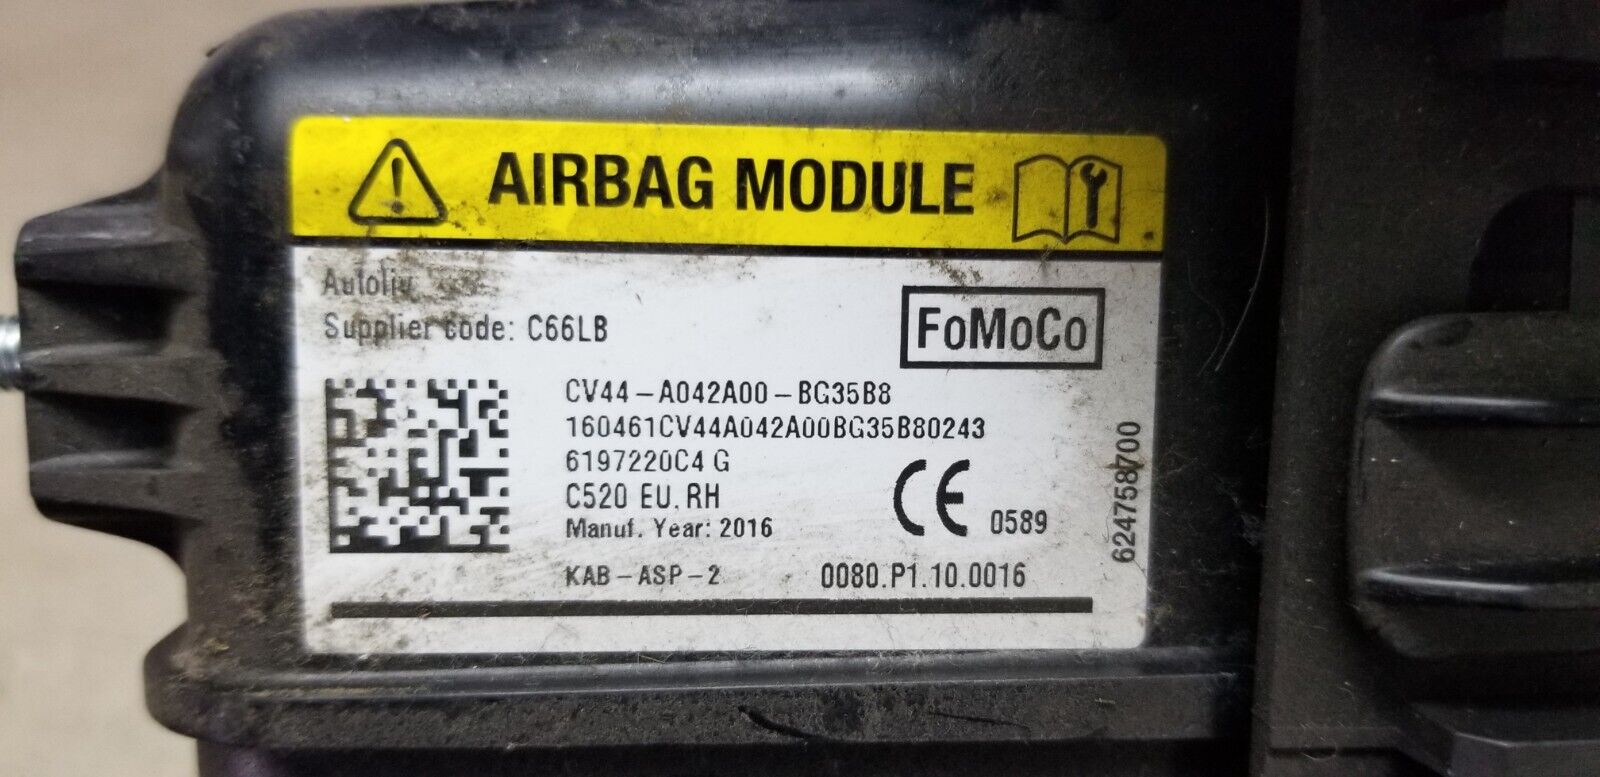 AIRBAG MODULE
Autoliv
Supplier code: C66LB
FoMoCo
CV44-A042A00-BG35B8
160461CV44A042A00BG35B80243
6197220C4 G
C520 EU. RH
Manuf. Year: 2016
CE 0589
KAB-ASP-2 0080.P1.10.0016
624758700